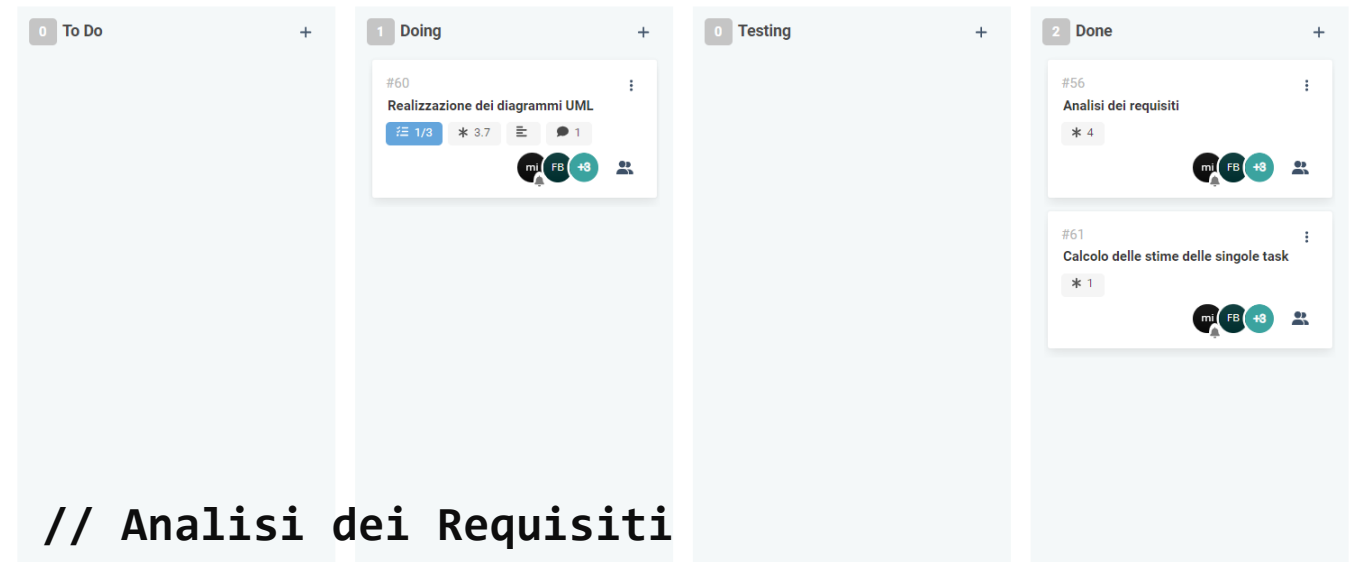 0 To Do +
1 Doing +
#60
Realizzazione dei diagrammi UML
1/3 3.7 1
mi FB +3
0 Testing +
2 Done +
#56
Analisi dei requisiti
4
mi FB +3
#61
Calcolo delle stime delle singole task
1
mi FB +3
// Analisi dei Requisiti